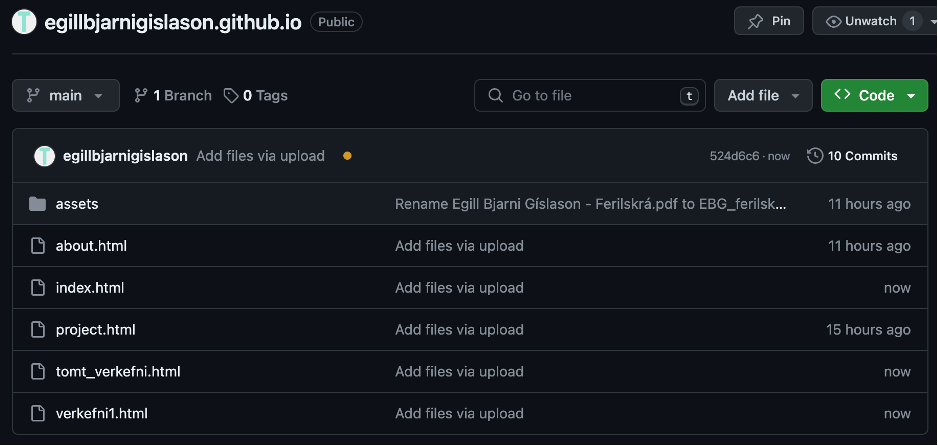 egillbjarnigislason.github.io Public Pin Unwatch 1
main 1 Branch 0 Tags Go to file t Add file Code
egillbjarnigislason Add files via upload 524d6c6 · now 10 Commits
assets Rename Egill Bjarni Gíslason - Ferilskrá.pdf to EBG_ferilsk... 11 hours ago
about.html Add files via upload 11 hours ago
index.html Add files via upload now
project.html Add files via upload 15 hours ago
tomt_verkefni.html Add files via upload now
verkefni1.html Add files via upload now